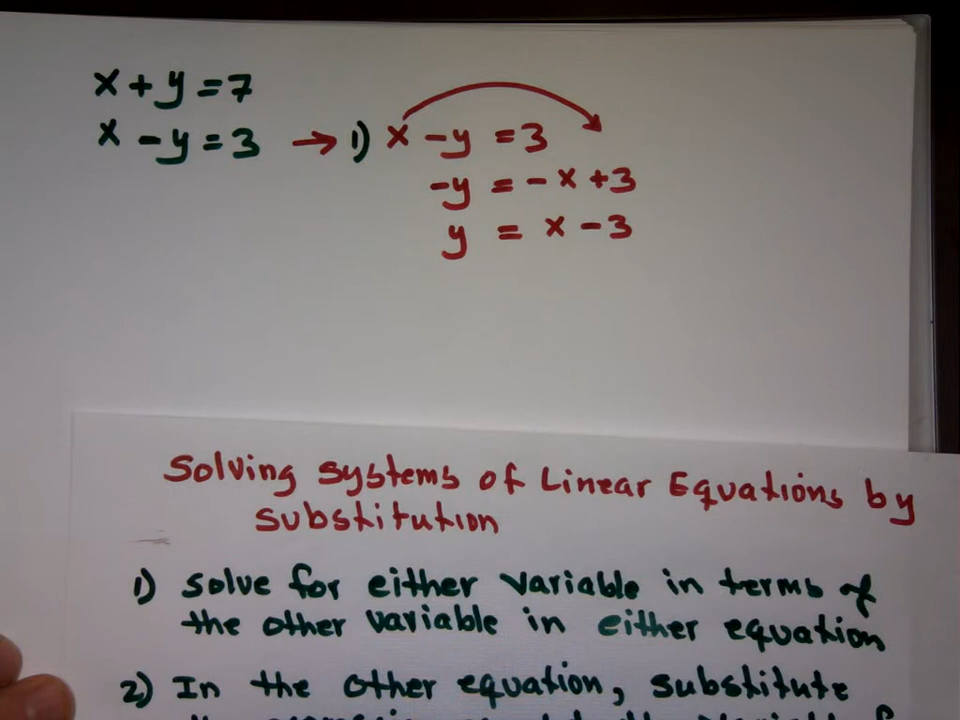 x + y = 7
x - y = 3 → 1) x - y = 3
-y = -x + 3
y = x - 3
Solving systems of Linear Equations by
substitution
1) solve for either variable in terms of
the other variable in either equation
2) In the other equation, substitute